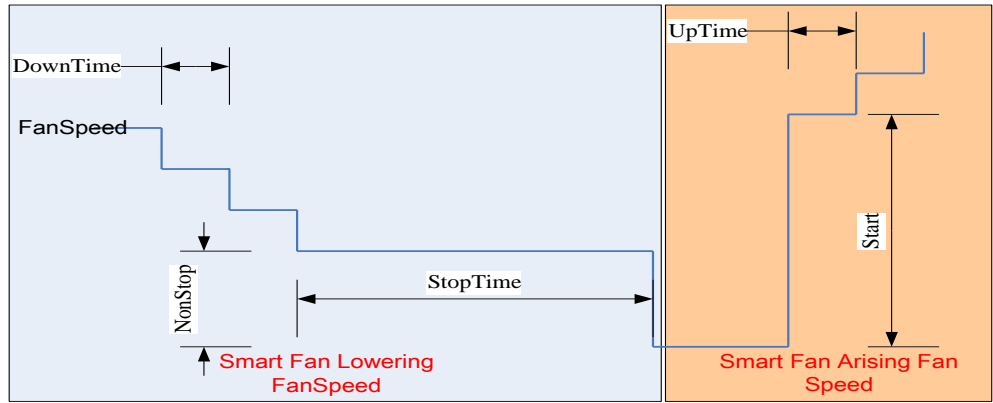 DownTime
FanSpeed
NonStop
StopTime
Smart Fan Lowering
FanSpeed
UpTime
Start
Smart Fan Arising Fan
Speed